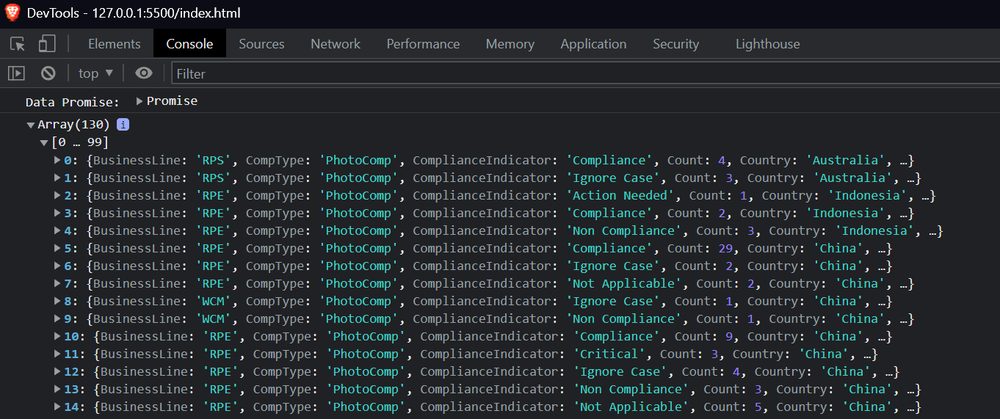 DevTools - 127.0.0.1:5500/index.html
Elements Console Sources Network Performance Memory Application Security Lighthouse
top ▼ Filter
Data Promise: ▶ Promise
▼ Array(130) i
▼ [0 … 99]
▶ 0: {BusinessLine: 'RPS', CompType: 'PhotoComp', ComplianceIndicator: 'Compliance', Count: 4, Country: 'Australia', …}
▶ 1: {BusinessLine: 'RPS', CompType: 'PhotoComp', ComplianceIndicator: 'Ignore Case', Count: 3, Country: 'Australia', …}
▶ 2: {BusinessLine: 'RPE', CompType: 'PhotoComp', ComplianceIndicator: 'Action Needed', Count: 1, Country: 'Indonesia', …}
▶ 3: {BusinessLine: 'RPE', CompType: 'PhotoComp', ComplianceIndicator: 'Compliance', Count: 2, Country: 'Indonesia', …}
▶ 4: {BusinessLine: 'RPE', CompType: 'PhotoComp', ComplianceIndicator: 'Non Compliance', Count: 3, Country: 'Indonesia', …}
▶ 5: {BusinessLine: 'RPE', CompType: 'PhotoComp', ComplianceIndicator: 'Compliance', Count: 29, Country: 'China', …}
▶ 6: {BusinessLine: 'RPE', CompType: 'PhotoComp', ComplianceIndicator: 'Ignore Case', Count: 2, Country: 'China', …}
▶ 7: {BusinessLine: 'RPE', CompType: 'PhotoComp', ComplianceIndicator: 'Not Applicable', Count: 2, Country: 'China', …}
▶ 8: {BusinessLine: 'WCM', CompType: 'PhotoComp', ComplianceIndicator: 'Ignore Case', Count: 1, Country: 'China', …}
▶ 9: {BusinessLine: 'WCM', CompType: 'PhotoComp', ComplianceIndicator: 'Non Compliance', Count: 1, Country: 'China', …}
▶ 10: {BusinessLine: 'RPE', CompType: 'PhotoComp', ComplianceIndicator: 'Compliance', Count: 9, Country: 'China', …}
▶ 11: {BusinessLine: 'RPE', CompType: 'PhotoComp', ComplianceIndicator: 'Critical', Count: 3, Country: 'China', …}
▶ 12: {BusinessLine: 'RPE', CompType: 'PhotoComp', ComplianceIndicator: 'Ignore Case', Count: 4, Country: 'China', …}
▶ 13: {BusinessLine: 'RPE', CompType: 'PhotoComp', ComplianceIndicator: 'Non Compliance', Count: 3, Country: 'China', …}
▶ 14: {BusinessLine: 'RPE', CompType: 'PhotoComp', ComplianceIndicator: 'Not Applicable', Count: 5, Country: 'China', …}